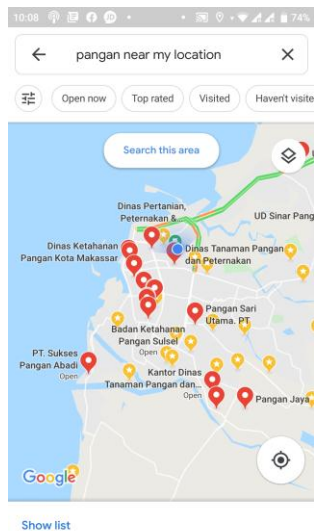 10:08
74%
pangan near my location
Open now
Top rated
Visited
Haven't visite
Search this area
Dinas Pertanian,
Peternakan &
UD Sinar Pang
Dinas Ketahanan
Pangan Kota Makassar
Dinas Tanaman Pangan
dan Peternakan
Pangan Sari
Utama. PT
Badan Ketahanan
Pangan Sulsel
Open
PT. Sukses
Pangan Abadi
Open
Kantor Dinas
Tanaman Pangan dan...
Open
Pangan Jaya
Google
Show list